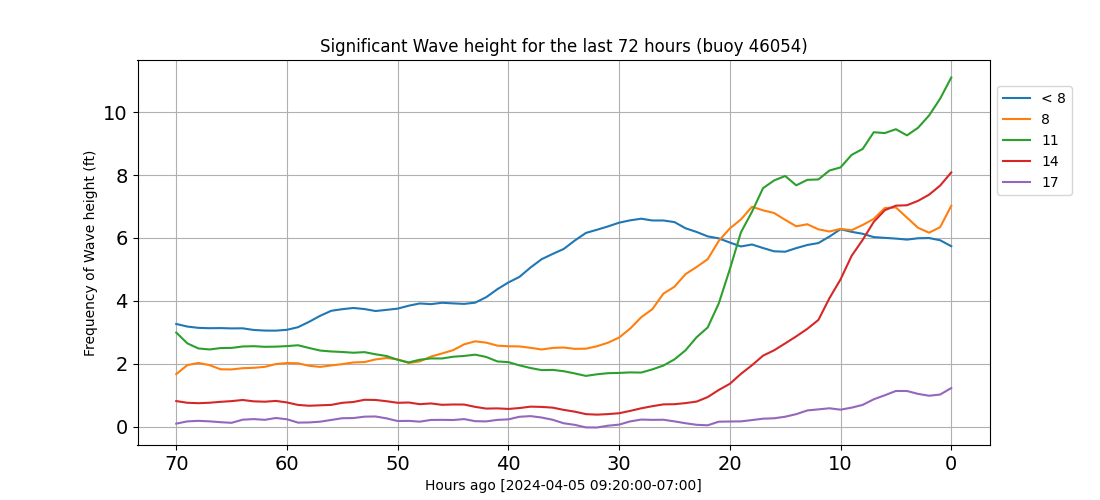 Significant Wave height for the last 72 hours (buoy 46054)
Frequency of Wave height (ft)
10
8
6
4
2
0
70 60 50 40 30 20 10 0
Hours ago [2024-04-05 09:20:00-07:00]
< 8
8
11
14
17